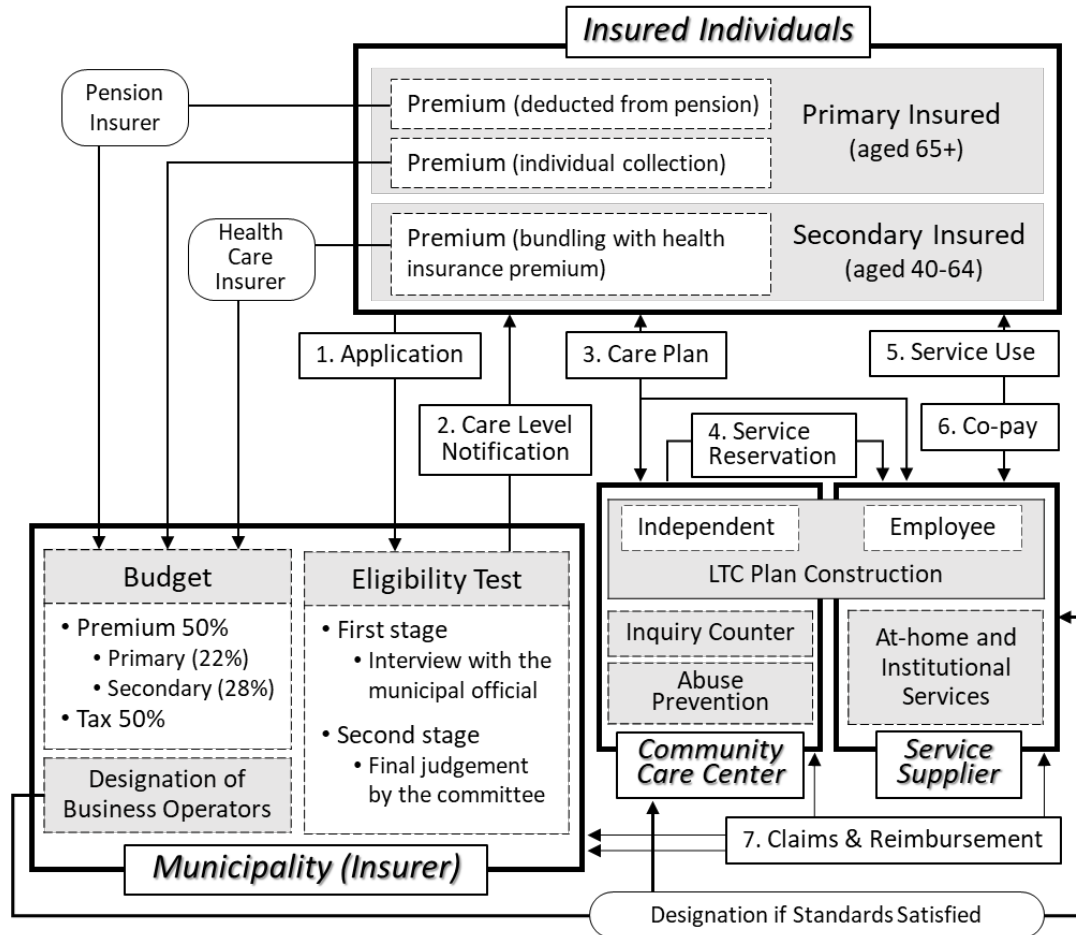 Insured Individuals
Pension
Insurer
Premium (deducted from pension)
Primary Insured
(aged 65+)
Premium (individual collection)
Health
Care
Insurer
Premium (bundling with health
insurance premium)
Secondary Insured
(aged 40-64)
1. Application
3. Care Plan
5. Service Use
2. Care Level
Notification
4. Service
Reservation
6. Co-pay
Budget
• Premium 50%
• Primary (22%)
• Secondary (28%)
• Tax 50%
Designation of
Business Operators
Eligibility Test
• First stage
• Interview with the
municipal official
• Second stage
• Final judgement
by the committee
Municipality (Insurer)
Independent
Employee
LTC Plan Construction
Inquiry Counter
Abuse
Prevention
At-home and
Institutional
Services
Community
Care Center
Service
Supplier
7. Claims & Reimbursement
Designation if Standards Satisfied